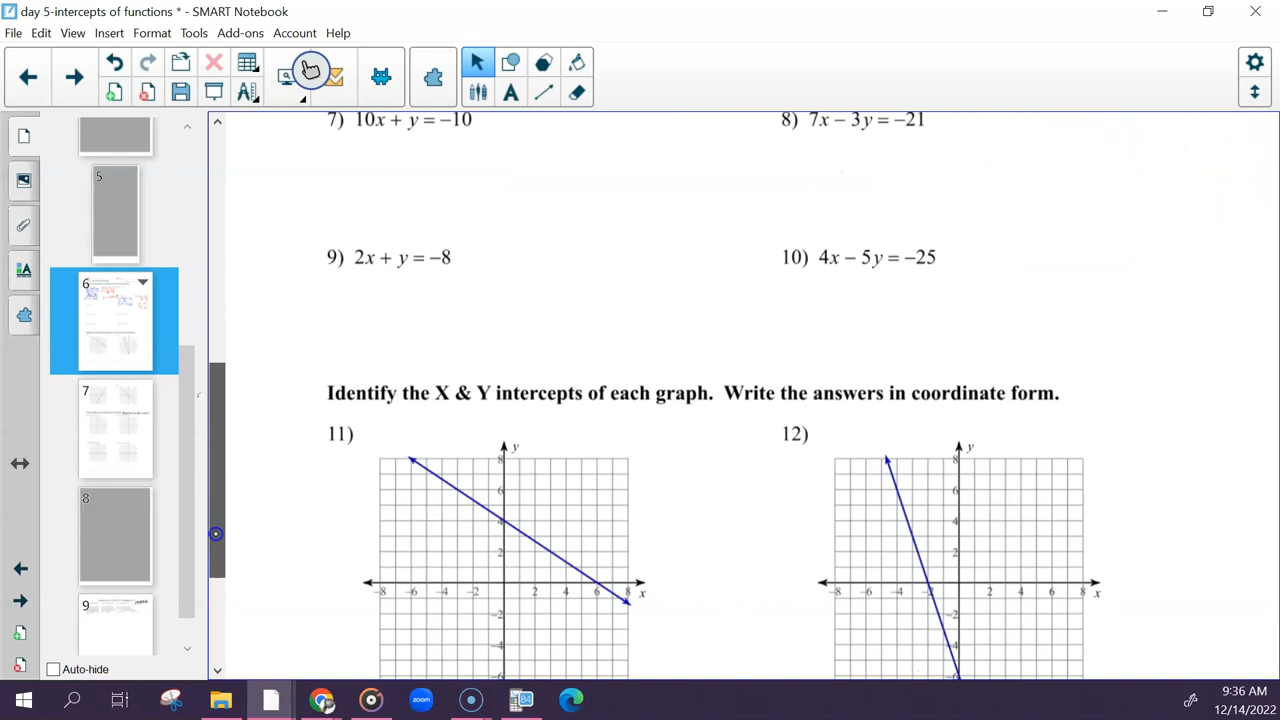 day 5-intercepts of functions * - SMART Notebook
File Edit View Insert Format Tools Add-ons Account Help
5
6
7
8
9
Auto-hide
7) 10x + y = −10
8) 7x − 3y = −21
9) 2x + y = −8
10) 4x − 5y = −25
Identify the X & Y intercepts of each graph. Write the answers in coordinate form.
11)
12)
y
8
6
4
2
-8 -6 -4 -2 2 4 6 8 x
-2
-4
-6
y
8
6
4
2
-8 -6 -4 -2 2 4 6 8 x
-2
-4
zoom
84
9:36 AM
12/14/2022